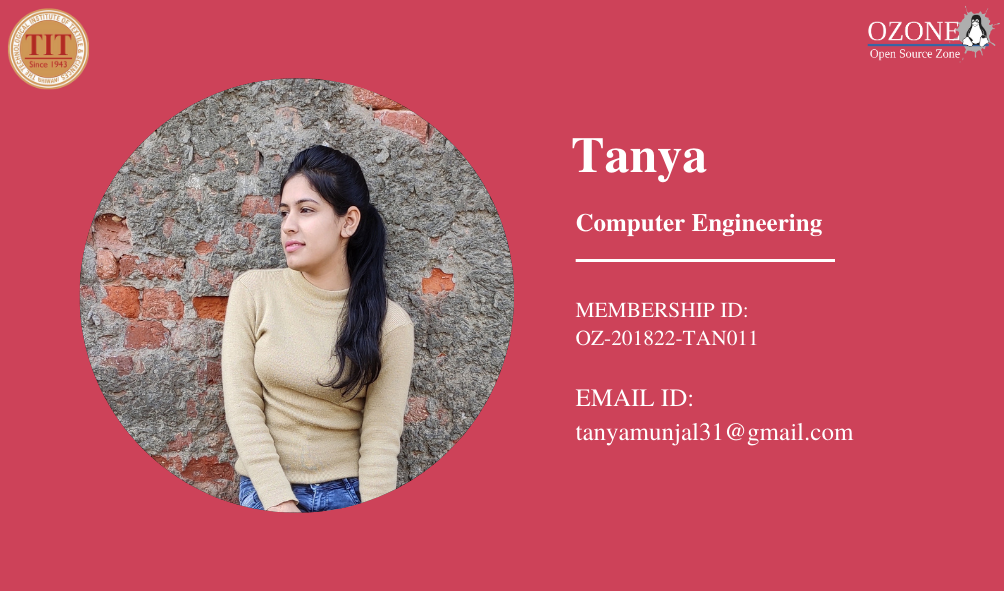 THE TECHNOLOGICAL INSTITUTE OF TEXTILE & SCIENCES
TIT
Since 1943
OZONE
Open Source Zone
Tanya
Computer Engineering
MEMBERSHIP ID:
OZ-201822-TAN011
EMAIL ID:
tanyamunjal31@gmail.com